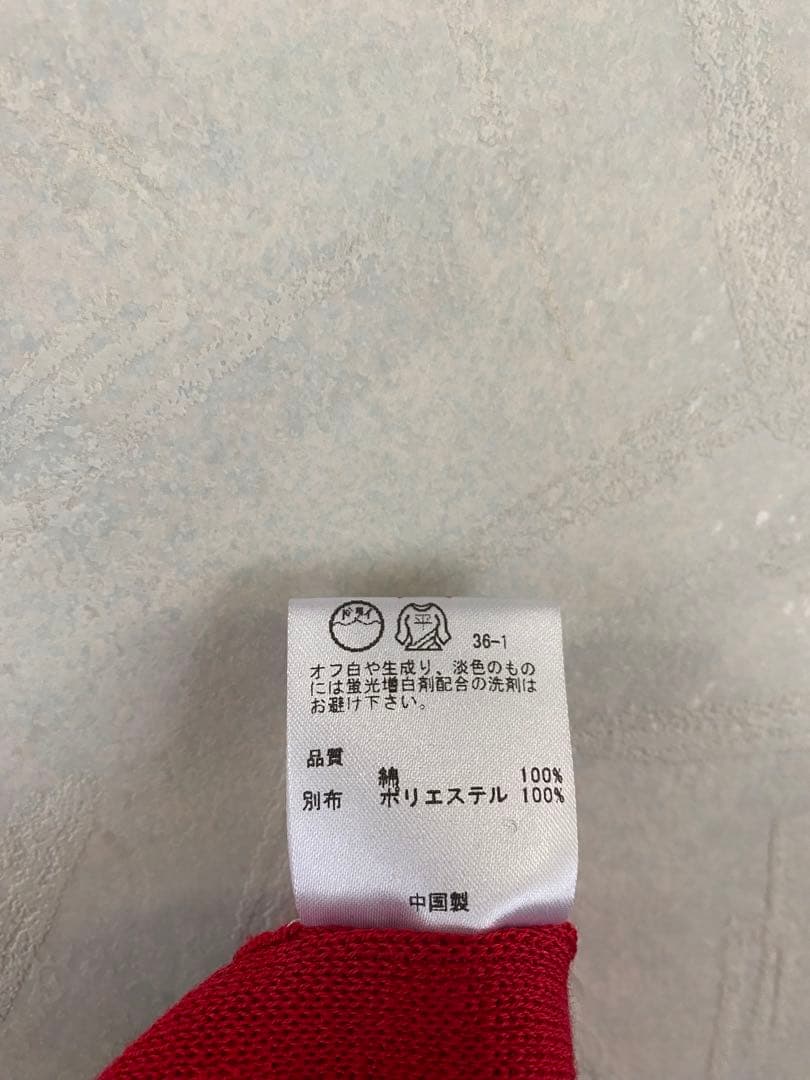 ドライ 平 36-1
オフ白や生成り、淡色のもの
には蛍光増白剤配合の洗剤は
お避け下さい。
品質
綿 100%
別布 ポリエステル 100%
中国製